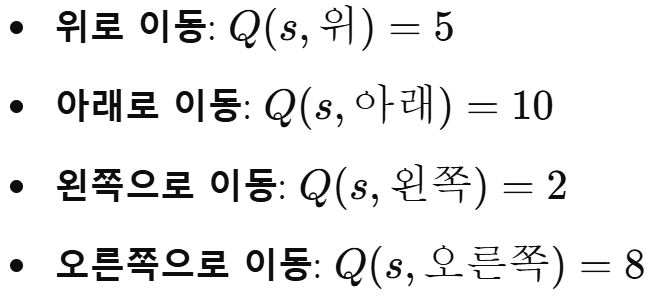 • 위로 이동: Q(s, 위) = 5
• 아래로 이동: Q(s, 아래) = 10
• 왼쪽으로 이동: Q(s, 왼쪽) = 2
• 오른쪽으로 이동: Q(s, 오른쪽) = 8